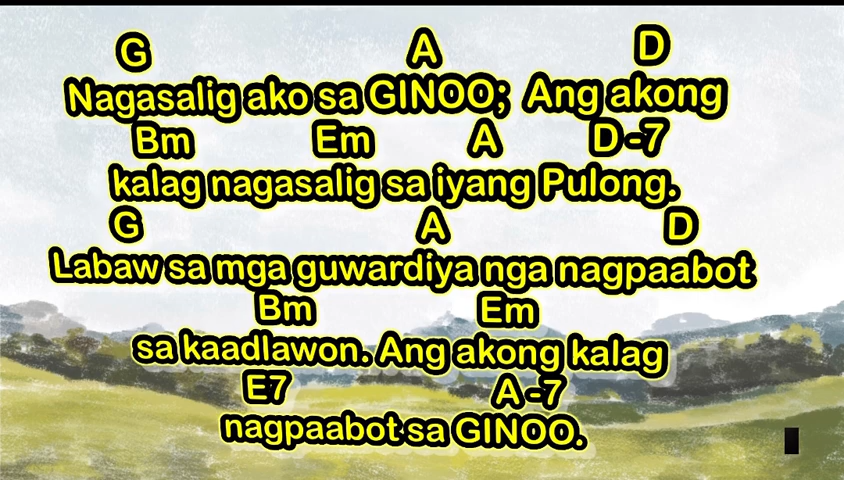 G A D
Nagasalig ako sa GINOO; Ang akong
Bm Em A D-7
kalag nagasalig sa iyang Pulong.
G A D
Labaw sa mga guwardiya nga nagpaabot
Bm Em
sa kaadlawon. Ang akong kalag
E7 A-7
nagpaabot sa GINOO.